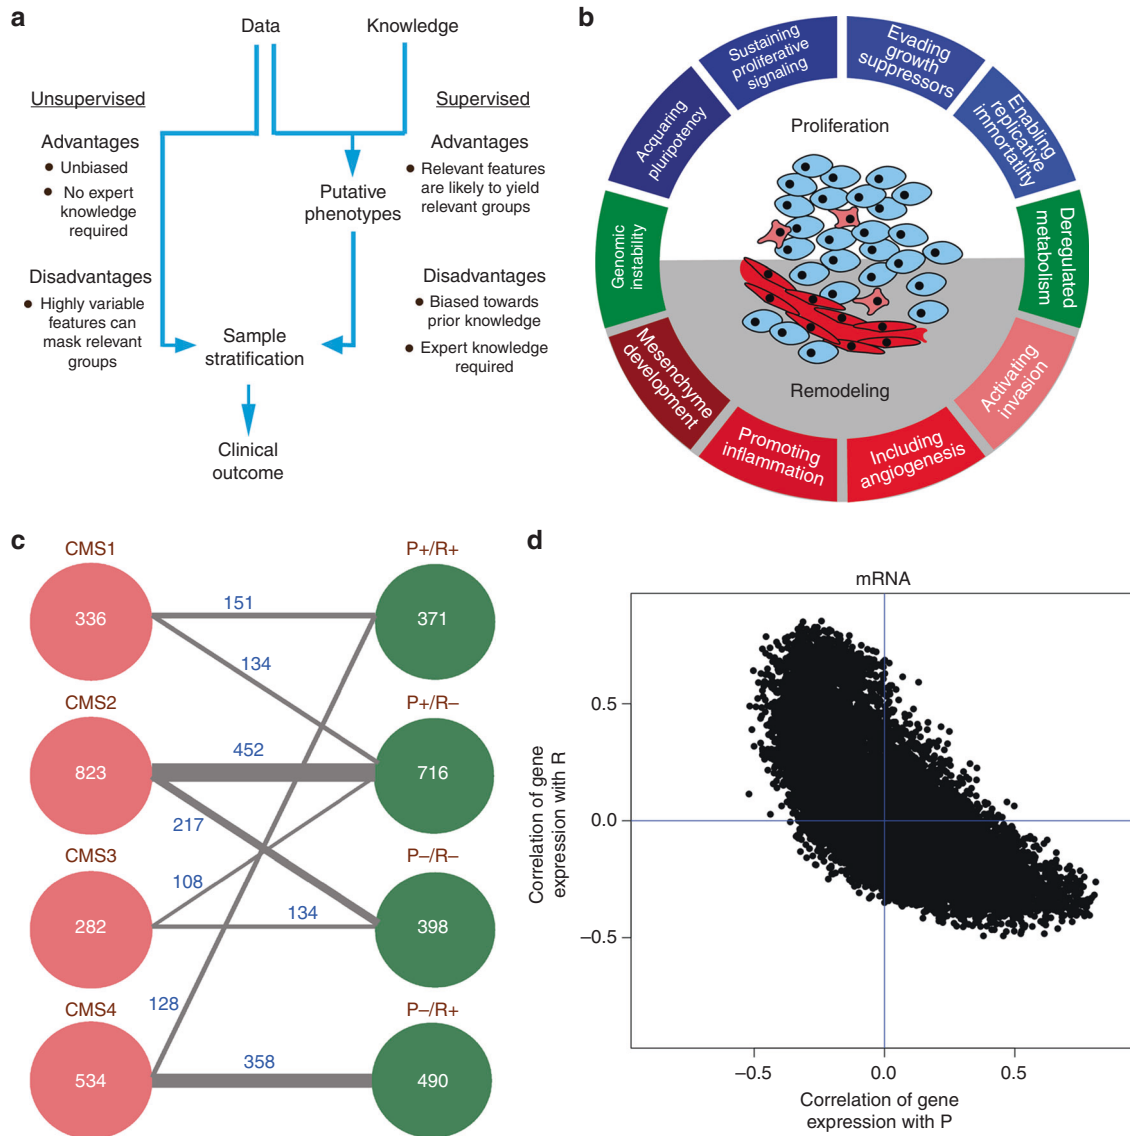 a
Data
Knowledge
Unsupervised
Advantages
• Unbiased
• No expert
knowledge
required
Disadvantages
• Highly variable
features can
mask relevant
groups
Supervised
Advantages
• Relevant features
are likely to yield
relevant groups
Disadvantages
• Biased towards
prior knowledge
• Expert knowledge
required
Putative
phenotypes
Sample
stratification
Clinical
outcome
b
Acquaring
pluripotency
Sustaining
proliferative
signaling
Evading
growth
suppressors
Enabling
replicative
immortatlity
Genomic
instability
Deregulated
metabolism
Mesenchyme
development
Promoting
inflammation
Including
angiogenesis
Activating
invasion
Proliferation
Remodeling
c
CMS1
336
CMS2
823
CMS3
282
CMS4
534
151
134
452
217
108
134
128
358
P+/R+
371
P+/R–
716
P–/R–
398
P–/R+
490
d
mRNA
Correlation of gene
expression with R
0.5
0.0
–0.5
–0.5
0.0
0.5
Correlation of gene
expression with P